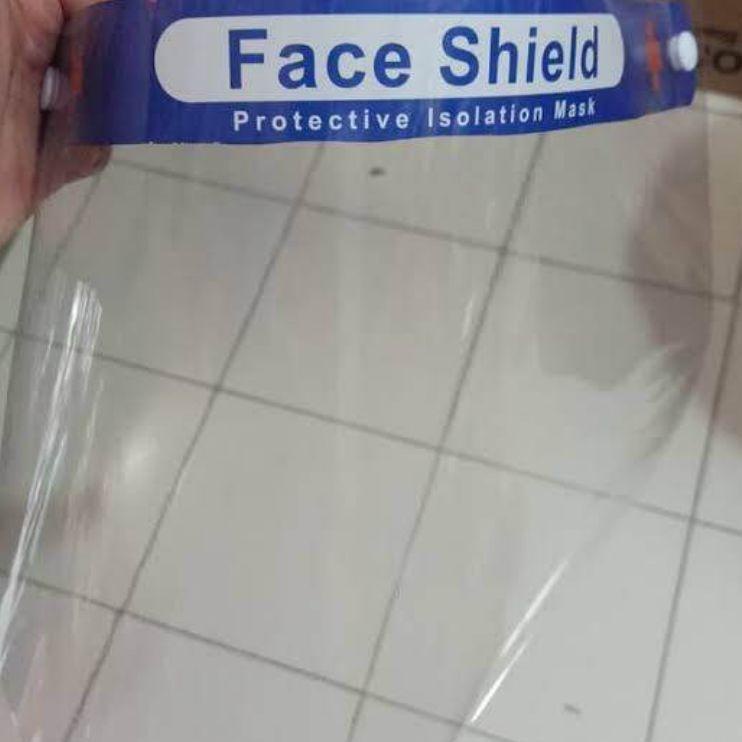 Face Shield
Protective Isolation Mask